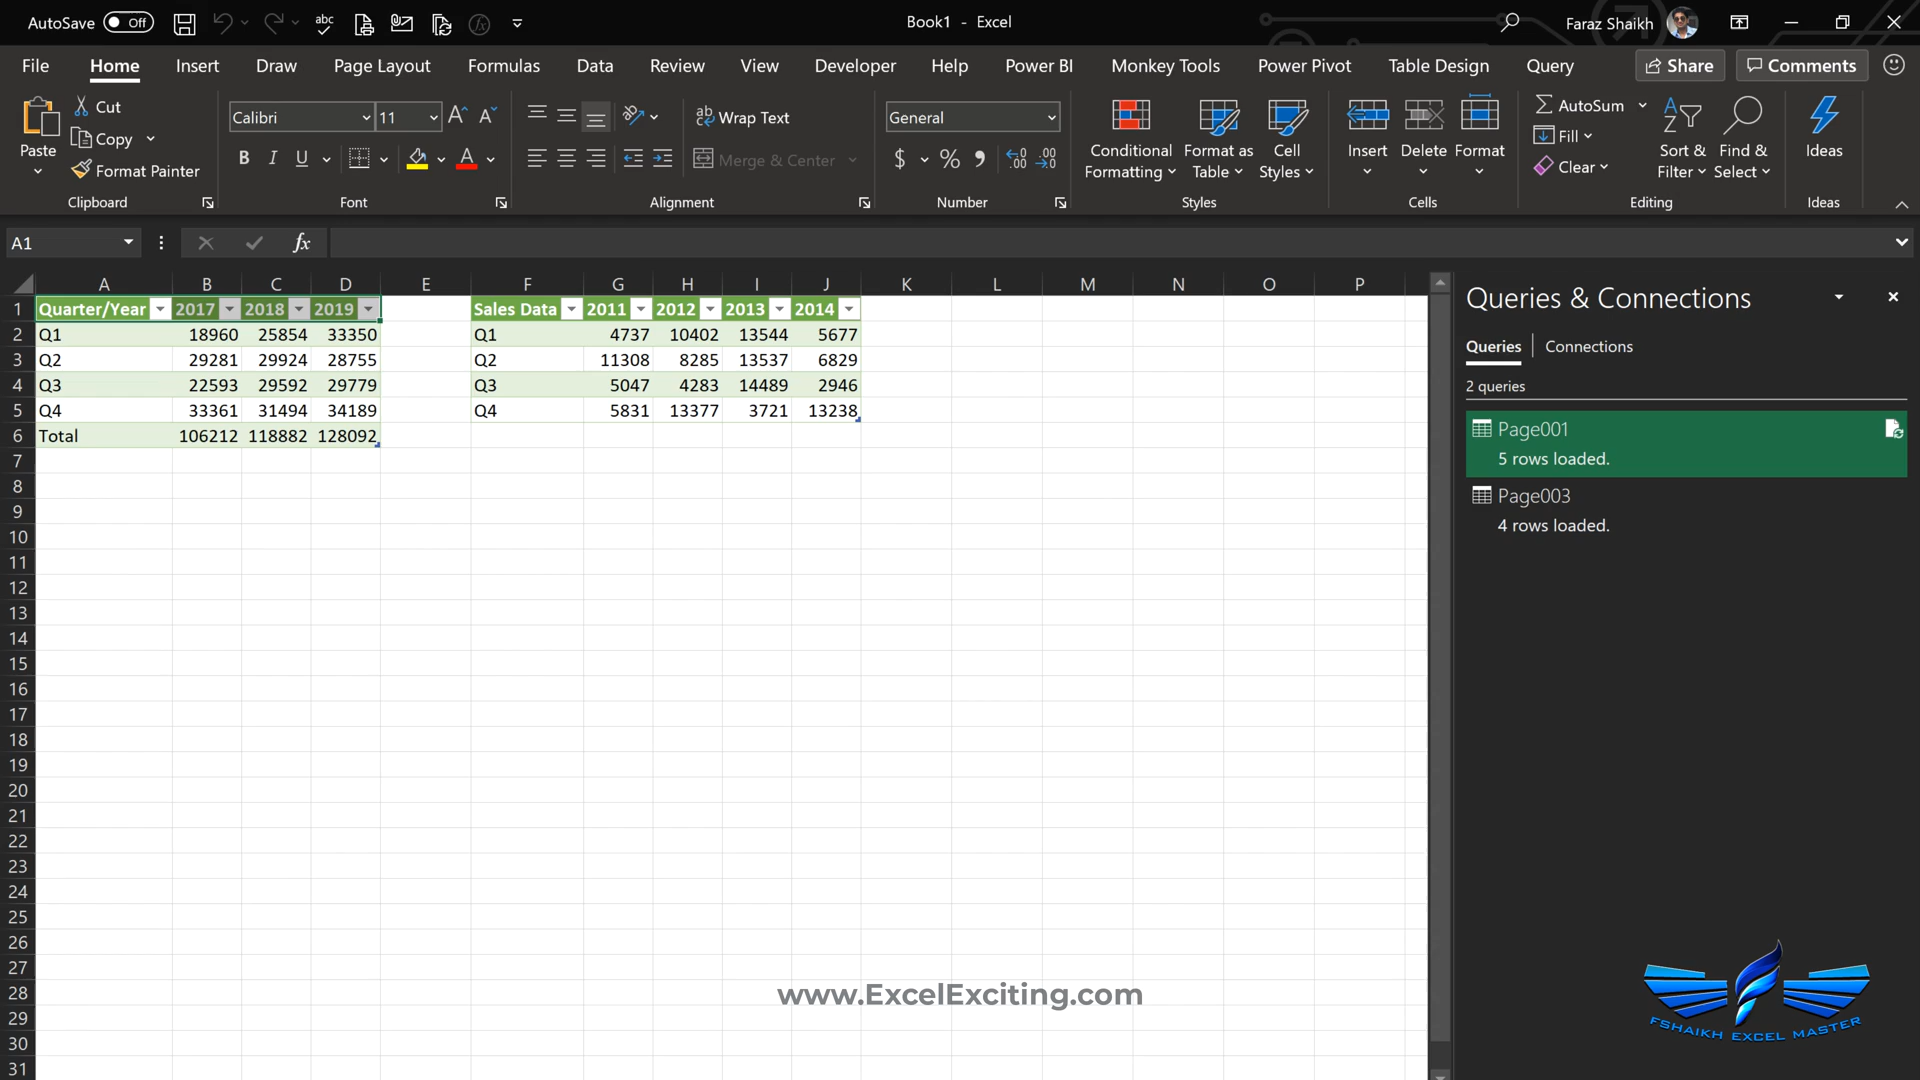 AutoSave Off
abc
Book1 - Excel
Faraz Shaikh
File Home Insert Draw Page Layout Formulas Data Review View Developer Help Power BI Monkey Tools Power Pivot Table Design Query Share Comments
Paste
Cut
Copy
Format Painter
Clipboard
Calibri 11
B I U
Font
Wrap Text
Merge & Center
Alignment
General
$ % 9
Number
Conditional Formatting
Format as Table
Cell Styles
Styles
Insert Delete Format
Cells
AutoSum
Fill
Clear
Sort & Filter
Find & Select
Editing
Ideas
Ideas
A1
fx
A B C D E F G H I J K L M N O P
1 Quarter/Year 2017 2018 2019 Sales Data 2011 2012 2013 2014
2 Q1 18960 25854 33350 Q1 4737 10402 13544 5677
3 Q2 29281 29924 28755 Q2 11308 8285 13537 6829
4 Q3 22593 29592 29779 Q3 5047 4283 14489 2946
5 Q4 33361 31494 34189 Q4 5831 13377 3721 13238
6 Total 106212 118882 128092
7
8
9
10
11
12
13
14
15
16
17
18
19
20
21
22
23
24
25
26
27
28
29
30
31
Queries & Connections
Queries Connections
2 queries
Page001
5 rows loaded.
Page003
4 rows loaded.
www.ExcelExciting.com
FSHAIKH EXCEL MASTER